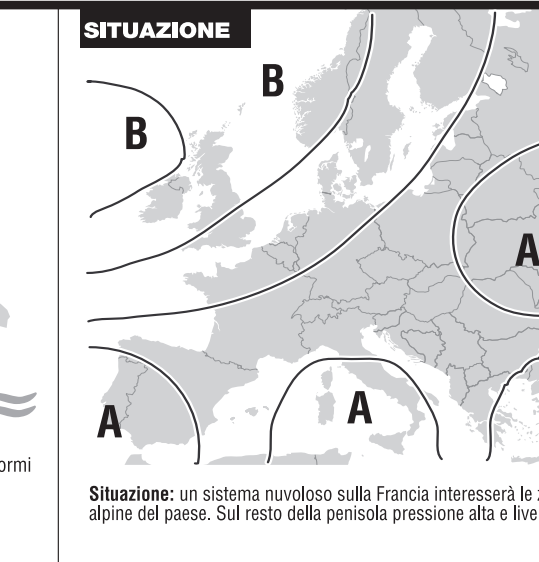 SITUAZIONE
B
B
A
A
A
ormi
Situazione: un sistema nuvoloso sulla Francia interesserà le
alpine del paese. Sul resto della penisola pressione alta e live